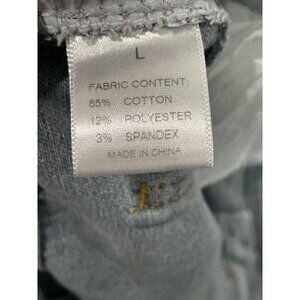 L
FABRIC CONTENT:
85% COTTON
12% POLYESTER
3% SPANDEX
MADE IN CHINA